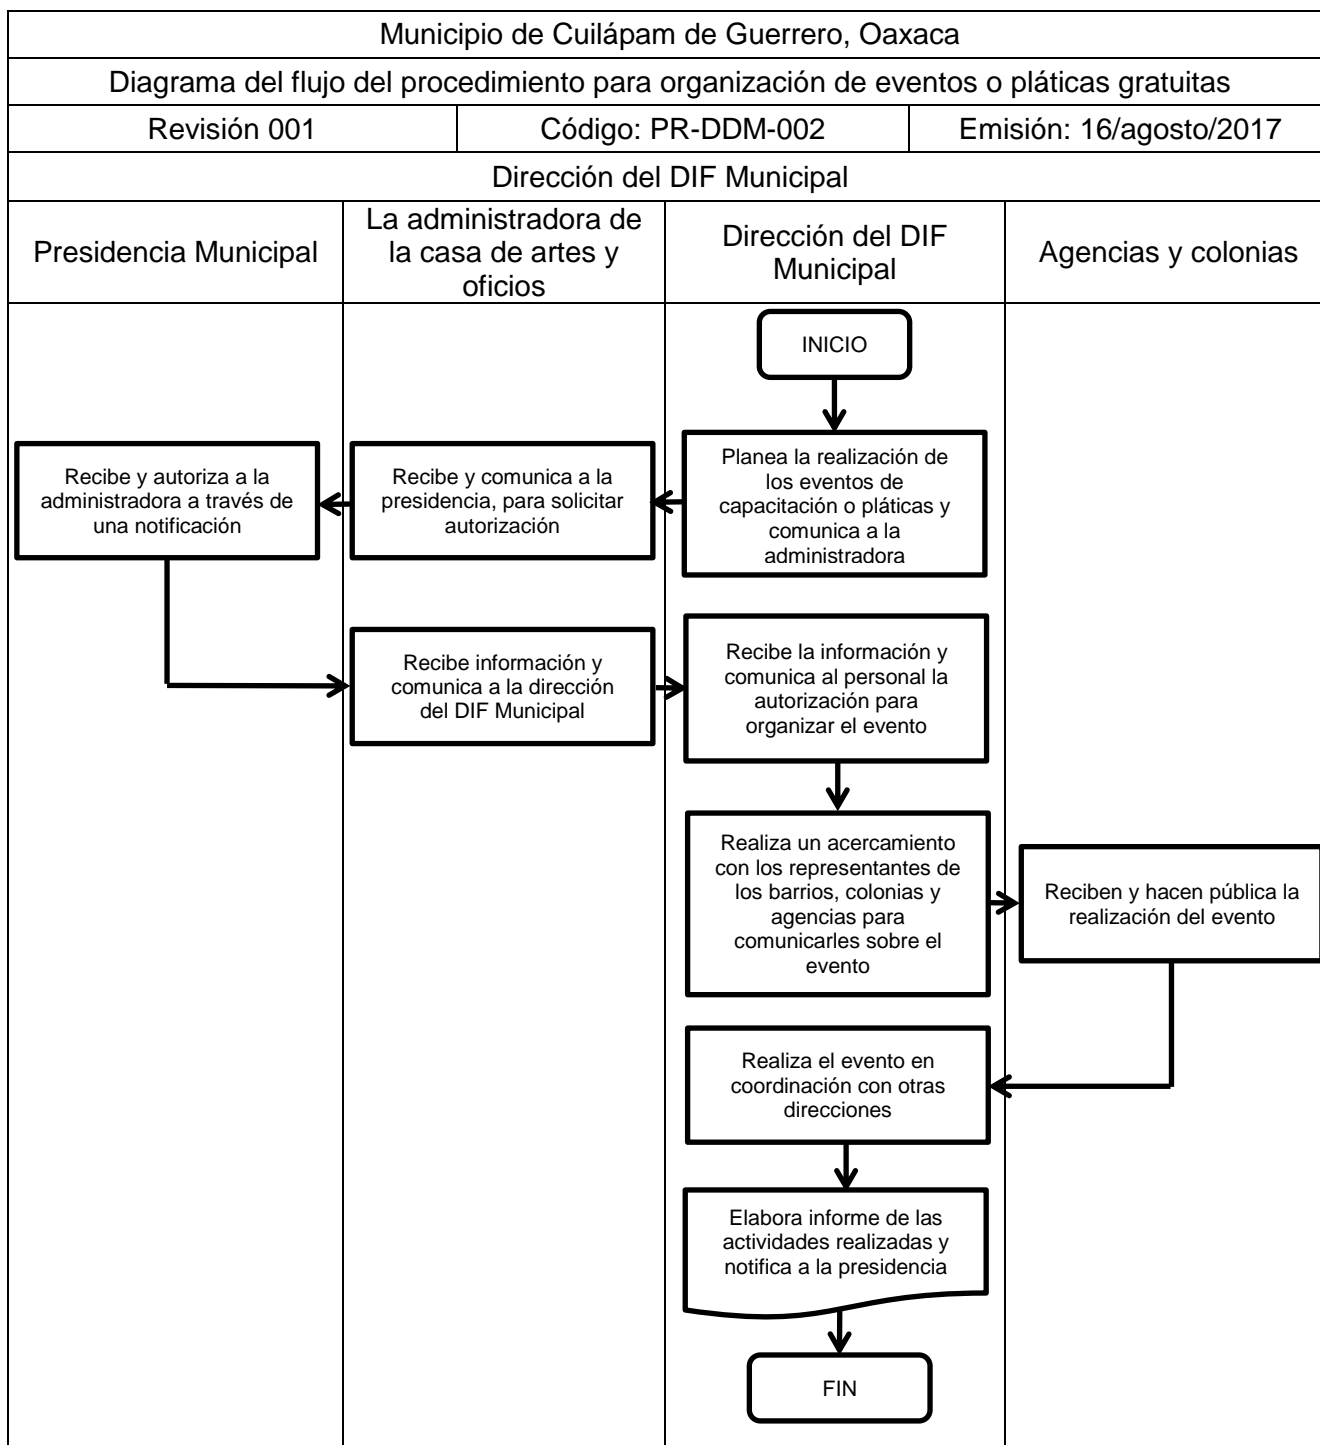 Municipio de Cuilápam de Guerrero, Oaxaca
Diagrama del flujo del procedimiento para organización de eventos o pláticas gratuitas
Revisión 001
Código: PR-DDM-002
Emisión: 16/agosto/2017
Dirección del DIF Municipal
Presidencia Municipal
La administradora de
la casa de artes y
oficios
Dirección del DIF
Municipal
Agencias y colonias
INICIO
Planea la realización de
los eventos de
capacitación o pláticas y
comunica a la
administradora
Recibe y comunica a la
presidencia, para solicitar
autorización
Recibe y autoriza a la
administradora a través de
una notificación
Recibe información y
comunica a la dirección
del DIF Municipal
Recibe la información y
comunica al personal la
autorización para
organizar el evento
Realiza un acercamiento
con los representantes de
los barrios, colonias y
agencias para
comunicarles sobre el
evento
Reciben y hacen pública la
realización del evento
Realiza el evento en
coordinación con otras
direcciones
Elabora informe de las
actividades realizadas y
notifica a la presidencia
FIN